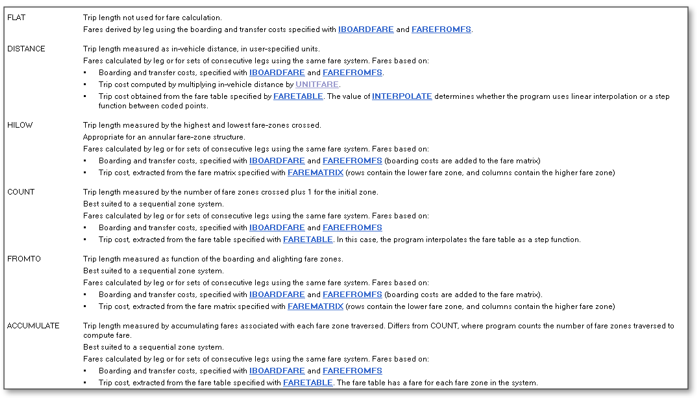 FLAT Trip length not used for fare calculation.
Fares derived by leg using the boarding and transfer costs specified with IBOARDFARE and FAREFROMFS.
DISTANCE Trip length measured as in-vehicle distance, in user-specified units.
Fares calculated by leg or for sets of consecutive legs using the same fare system. Fares based on:
• Boarding and transfer costs, specified with IBOARDFARE and FAREFROMFS.
• Trip cost computed by multiplying in-vehicle distance by UNITFARE.
• Trip cost obtained from the fare table specified by FARETABLE. The value of INTERPOLATE determines whether the program uses linear interpolation or a step
function between coded points.
HILOW Trip length measured by the highest and lowest fare-zones crossed.
Appropriate for an annular fare-zone structure.
Fares calculated by leg or for sets of consecutive legs using the same fare system. Fares based on:
• Boarding and transfer costs, specified with IBOARDFARE and FAREFROMFS (boarding costs are added to the fare matrix)
• Trip cost, extracted from the fare matrix specified with FAREMATRIX (rows contain the lower fare zone, and columns contain the higher fare zone)
COUNT Trip length measured by the number of fare zones crossed plus 1 for the initial zone.
Best suited to a sequential zone system.
Fares calculated by leg or for sets of consecutive legs using the same fare system. Fares based on:
• Boarding and transfer costs, specified with IBOARDFARE and FAREFROMFS
• Trip cost, extracted from the fare table specified with FARETABLE. In this case, the program interpolates the fare table as a step function.
FROMTO Trip length measured as function of the boarding and alighting fare zones.
Best suited to a sequential zone system.
Fares calculated by leg or for sets of consecutive legs using the same fare system. Fares based on:
• Boarding and transfer costs, specified with IBOARDFARE and FAREFROMFS (boarding costs are added to the fare matrix).
• Trip cost, extracted from the fare matrix specified with FAREMATRIX (rows contain the lower fare zone, and columns contain the higher fare zone)
ACCUMULATE Trip length measured by accumulating fares associated with each fare zone traversed. Differs from COUNT, where program counts the number of fare zones traversed to
compute fare.
Best suited to a sequential zone system.
Fares calculated by leg or for sets of consecutive legs using the same fare system. Fares based on:
• Boarding and transfer costs, specified with IBOARDFARE and FAREFROMFS
• Trip cost, extracted from the fare table specified with FARETABLE. The fare table has a fare for each fare zone in the system.